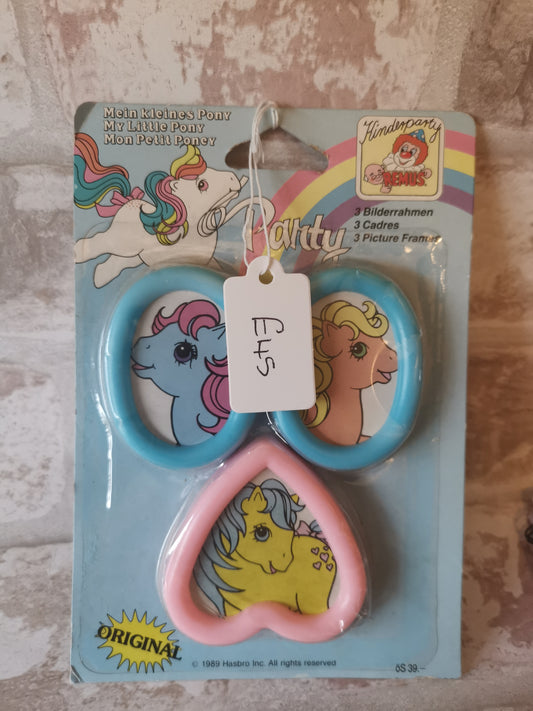 Mein kleines Pony
My Little Pony
Mon Petit Poney
Kinderparty
REMUS
Party
3 Bilderrahmen
3 Cadres
3 Picture Frames
£45
ORIGINAL
© 1989 Hasbro Inc. All rights reserved
öS 39.–